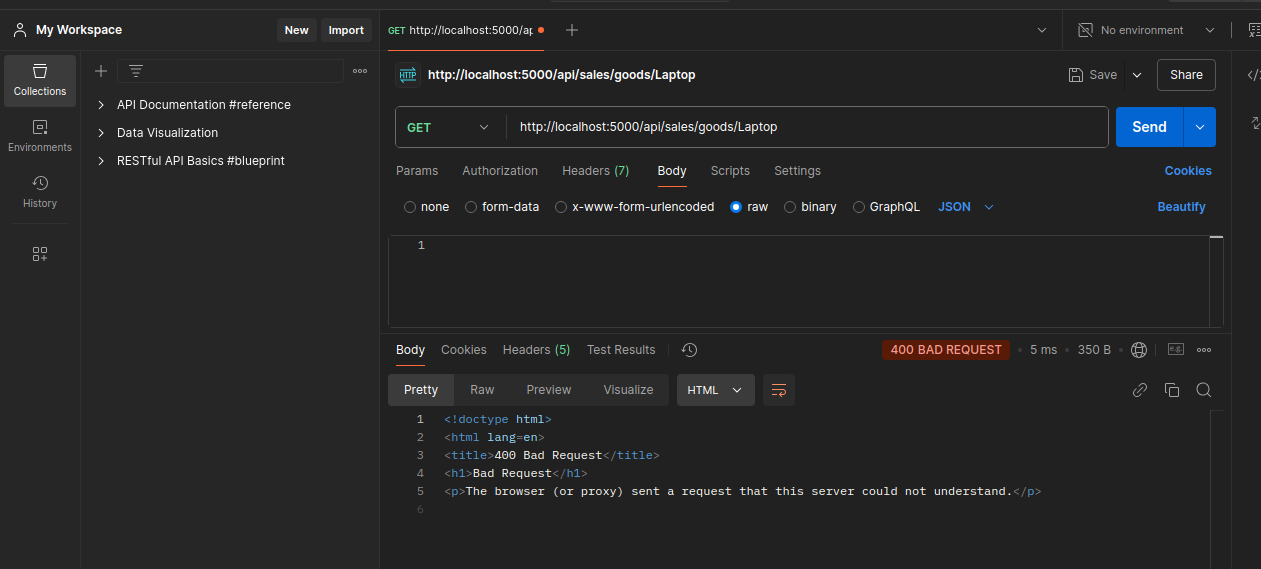 My Workspace
New
Import
GET http://localhost:5000/ap
No environment
Collections
Environments
History
API Documentation #reference
Data Visualization
RESTful API Basics #blueprint
HTTP
http://localhost:5000/api/sales/goods/Laptop
Save
Share
</
GET
http://localhost:5000/api/sales/goods/Laptop
Send
Params Authorization Headers (7) Body Scripts Settings
Cookies
none form-data x-www-form-urlencoded raw binary GraphQL JSON
Beautify
1
Body Cookies Headers (5) Test Results
400 BAD REQUEST • 5 ms • 350 B •
e.g.
Pretty Raw Preview Visualize HTML
1 <!doctype html>
2 <html lang=en>
3 <title>400 Bad Request</title>
4 <h1>Bad Request</h1>
5 <p>The browser (or proxy) sent a request that this server could not understand.</p>
6